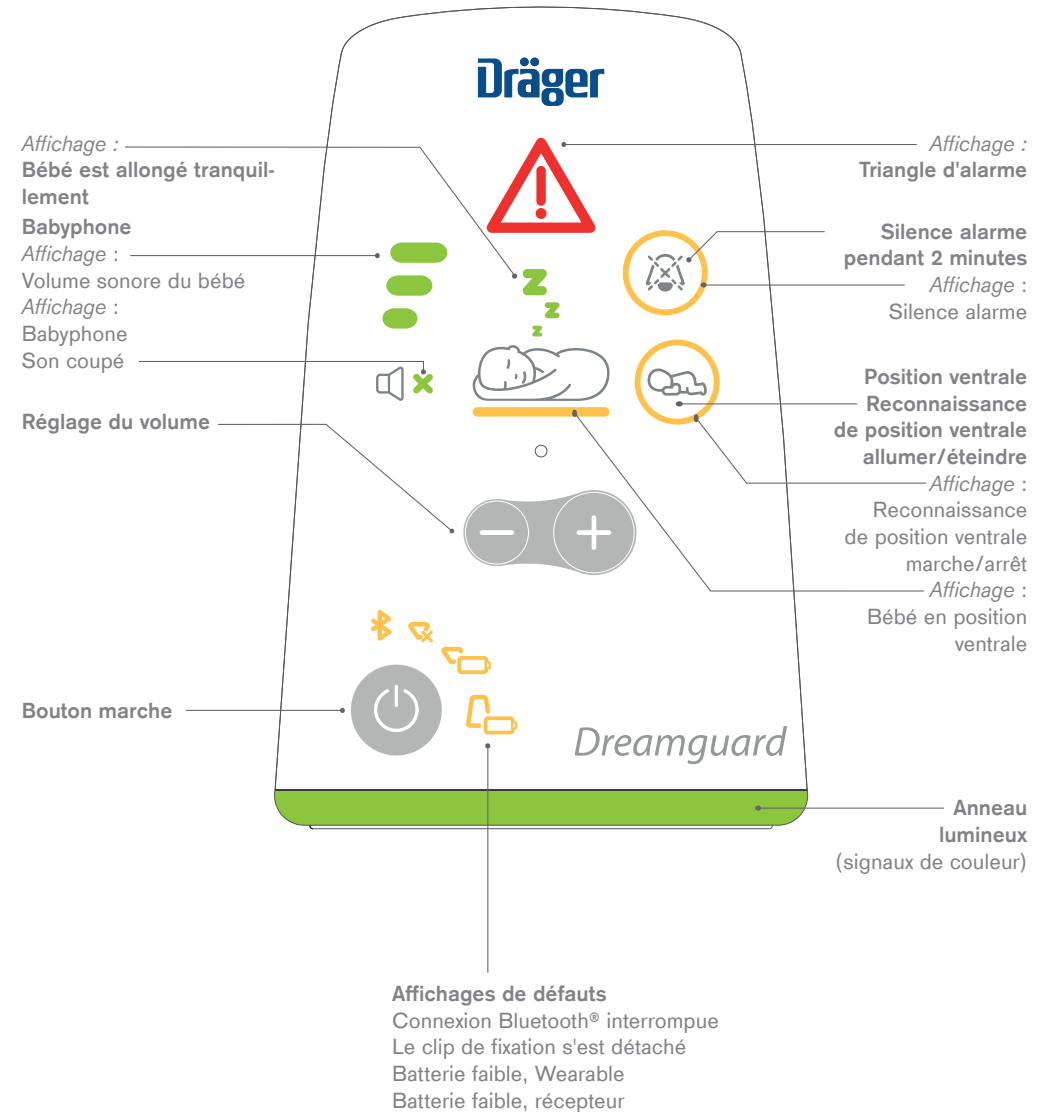 Dräger
Affichage :
Bébé est allongé tranquil-
lement
Babyphone
Affichage :
Volume sonore du bébé
Affichage :
Babyphone
Son coupé
Réglage du volume
Bouton marche
Affichage :
Triangle d'alarme
Silence alarme
pendant 2 minutes
Affichage :
Silence alarme
Position ventrale
Reconnaissance
de position ventrale
allumer/éteindre
Affichage :
Reconnaissance
de position ventrale
marche/arrêt
Affichage :
Bébé en position
ventrale
z
z
z
Dreamguard
Anneau
lumineux
(signaux de couleur)
Affichages de défauts
Connexion Bluetooth® interrompue
Le clip de fixation s'est détaché
Batterie faible, Wearable
Batterie faible, récepteur